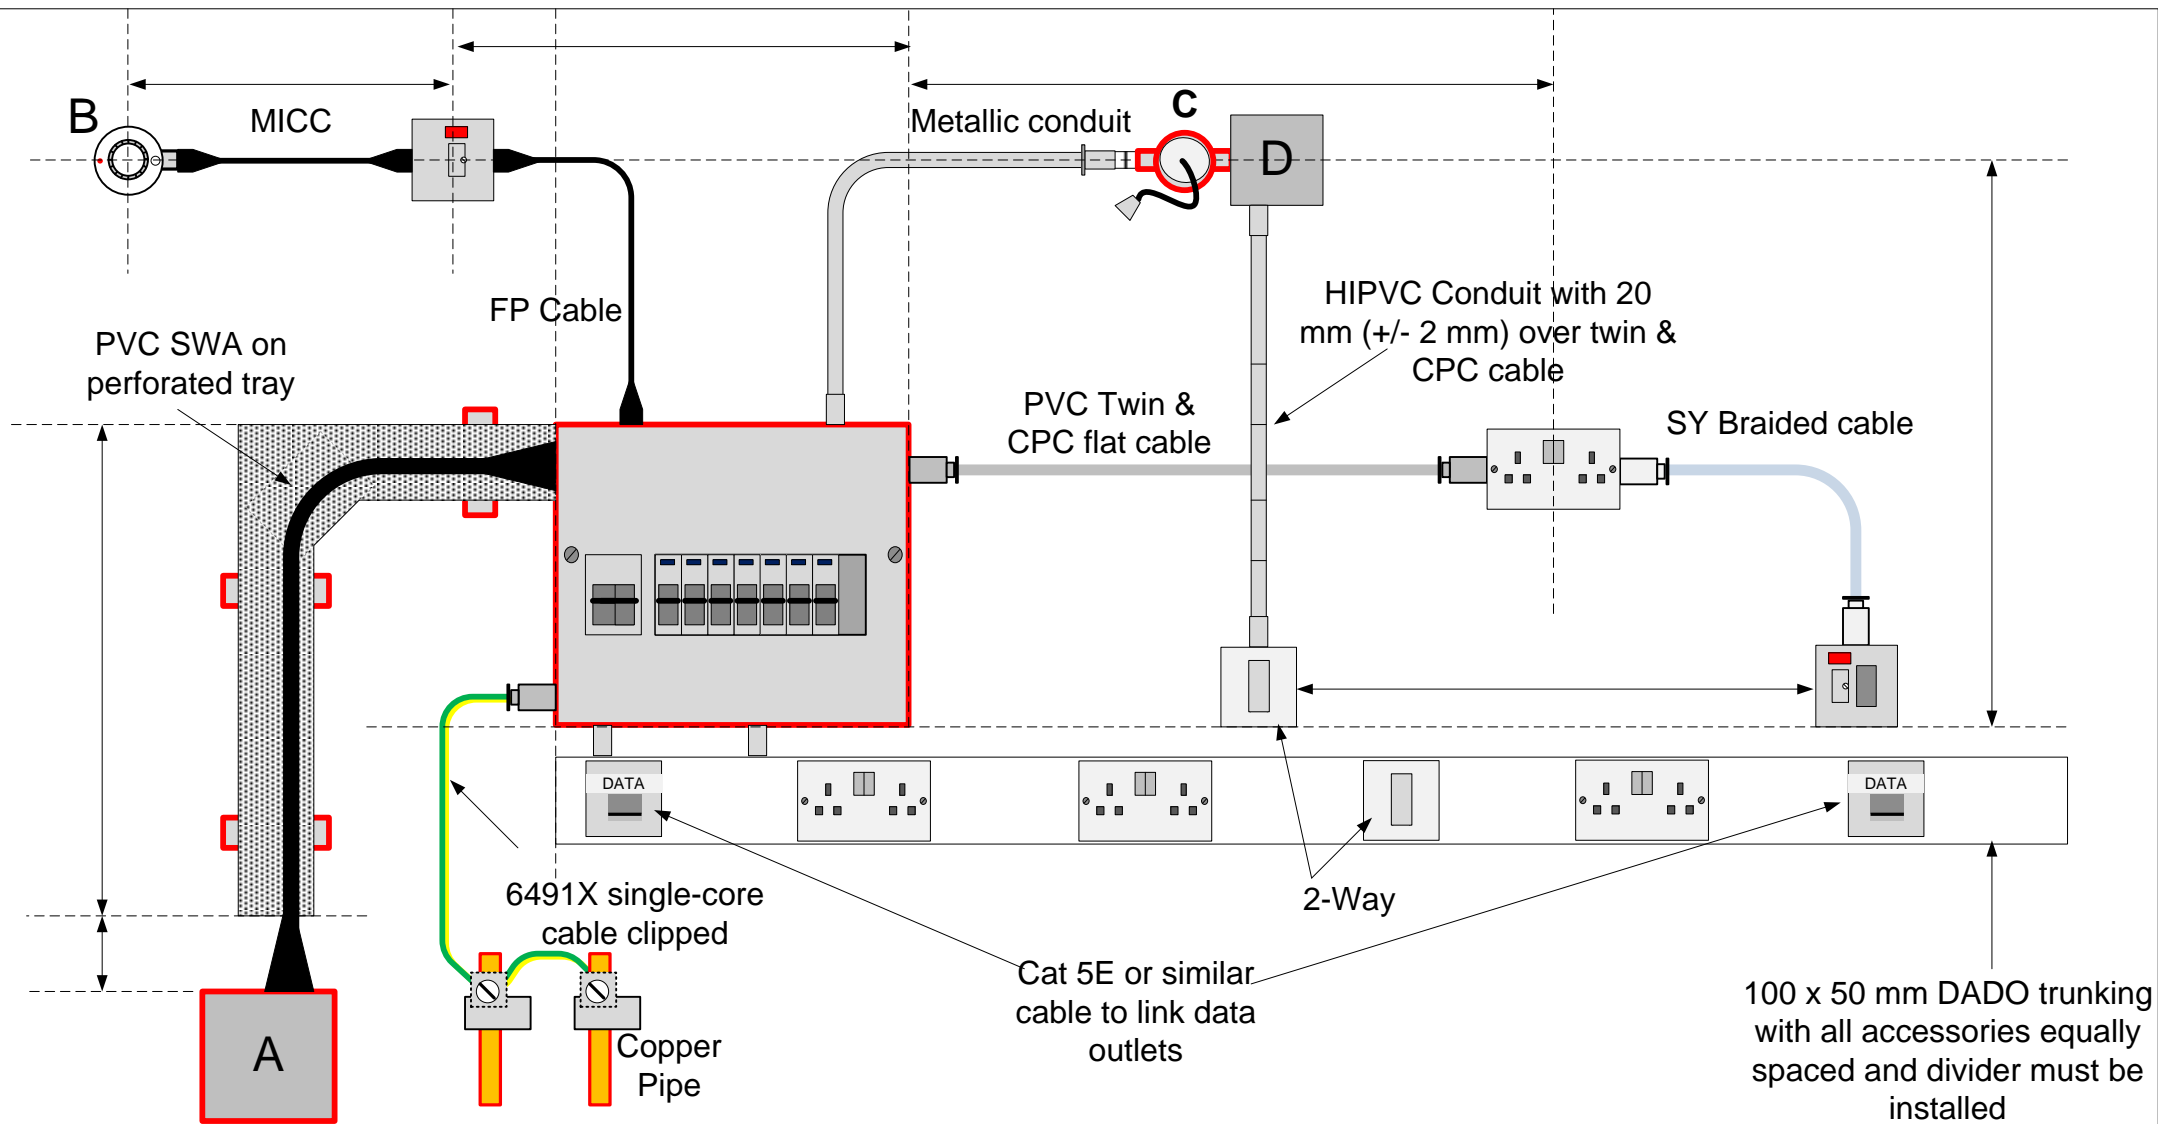 B
MICC
Metallic conduit
C
D
FP Cable
HIPVC Conduit with 20
mm (+/- 2 mm) over twin &
CPC cable
PVC SWA on
perforated tray
PVC Twin &
CPC flat cable
SY Braided cable
DATA
DATA
6491X single-core
cable clipped
2-Way
Cat 5E or similar
cable to link data
outlets
100 x 50 mm DADO trunking
with all accessories equally
spaced and divider must be
installed
A
Copper
Pipe